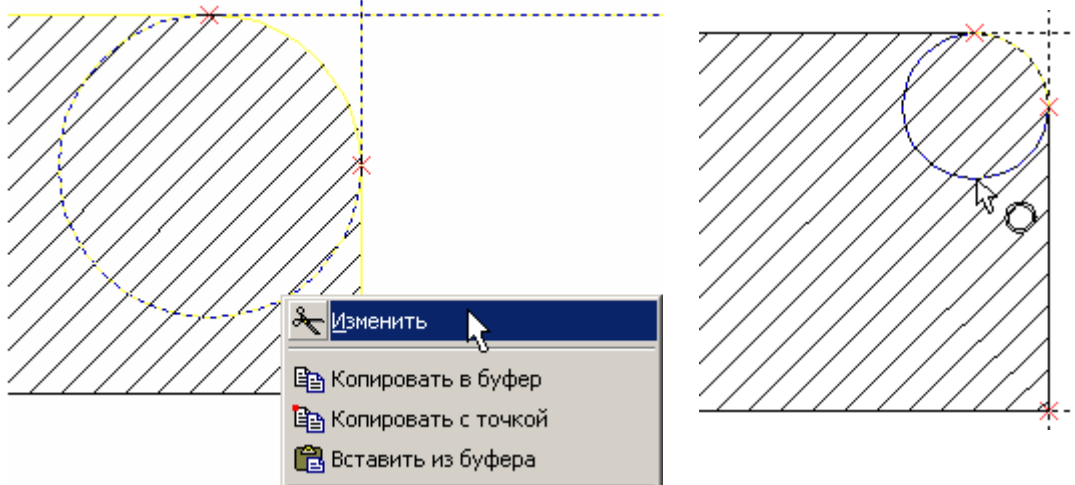 Изменить
Копировать в буфер
Копировать с точкой
Вставить из буфера